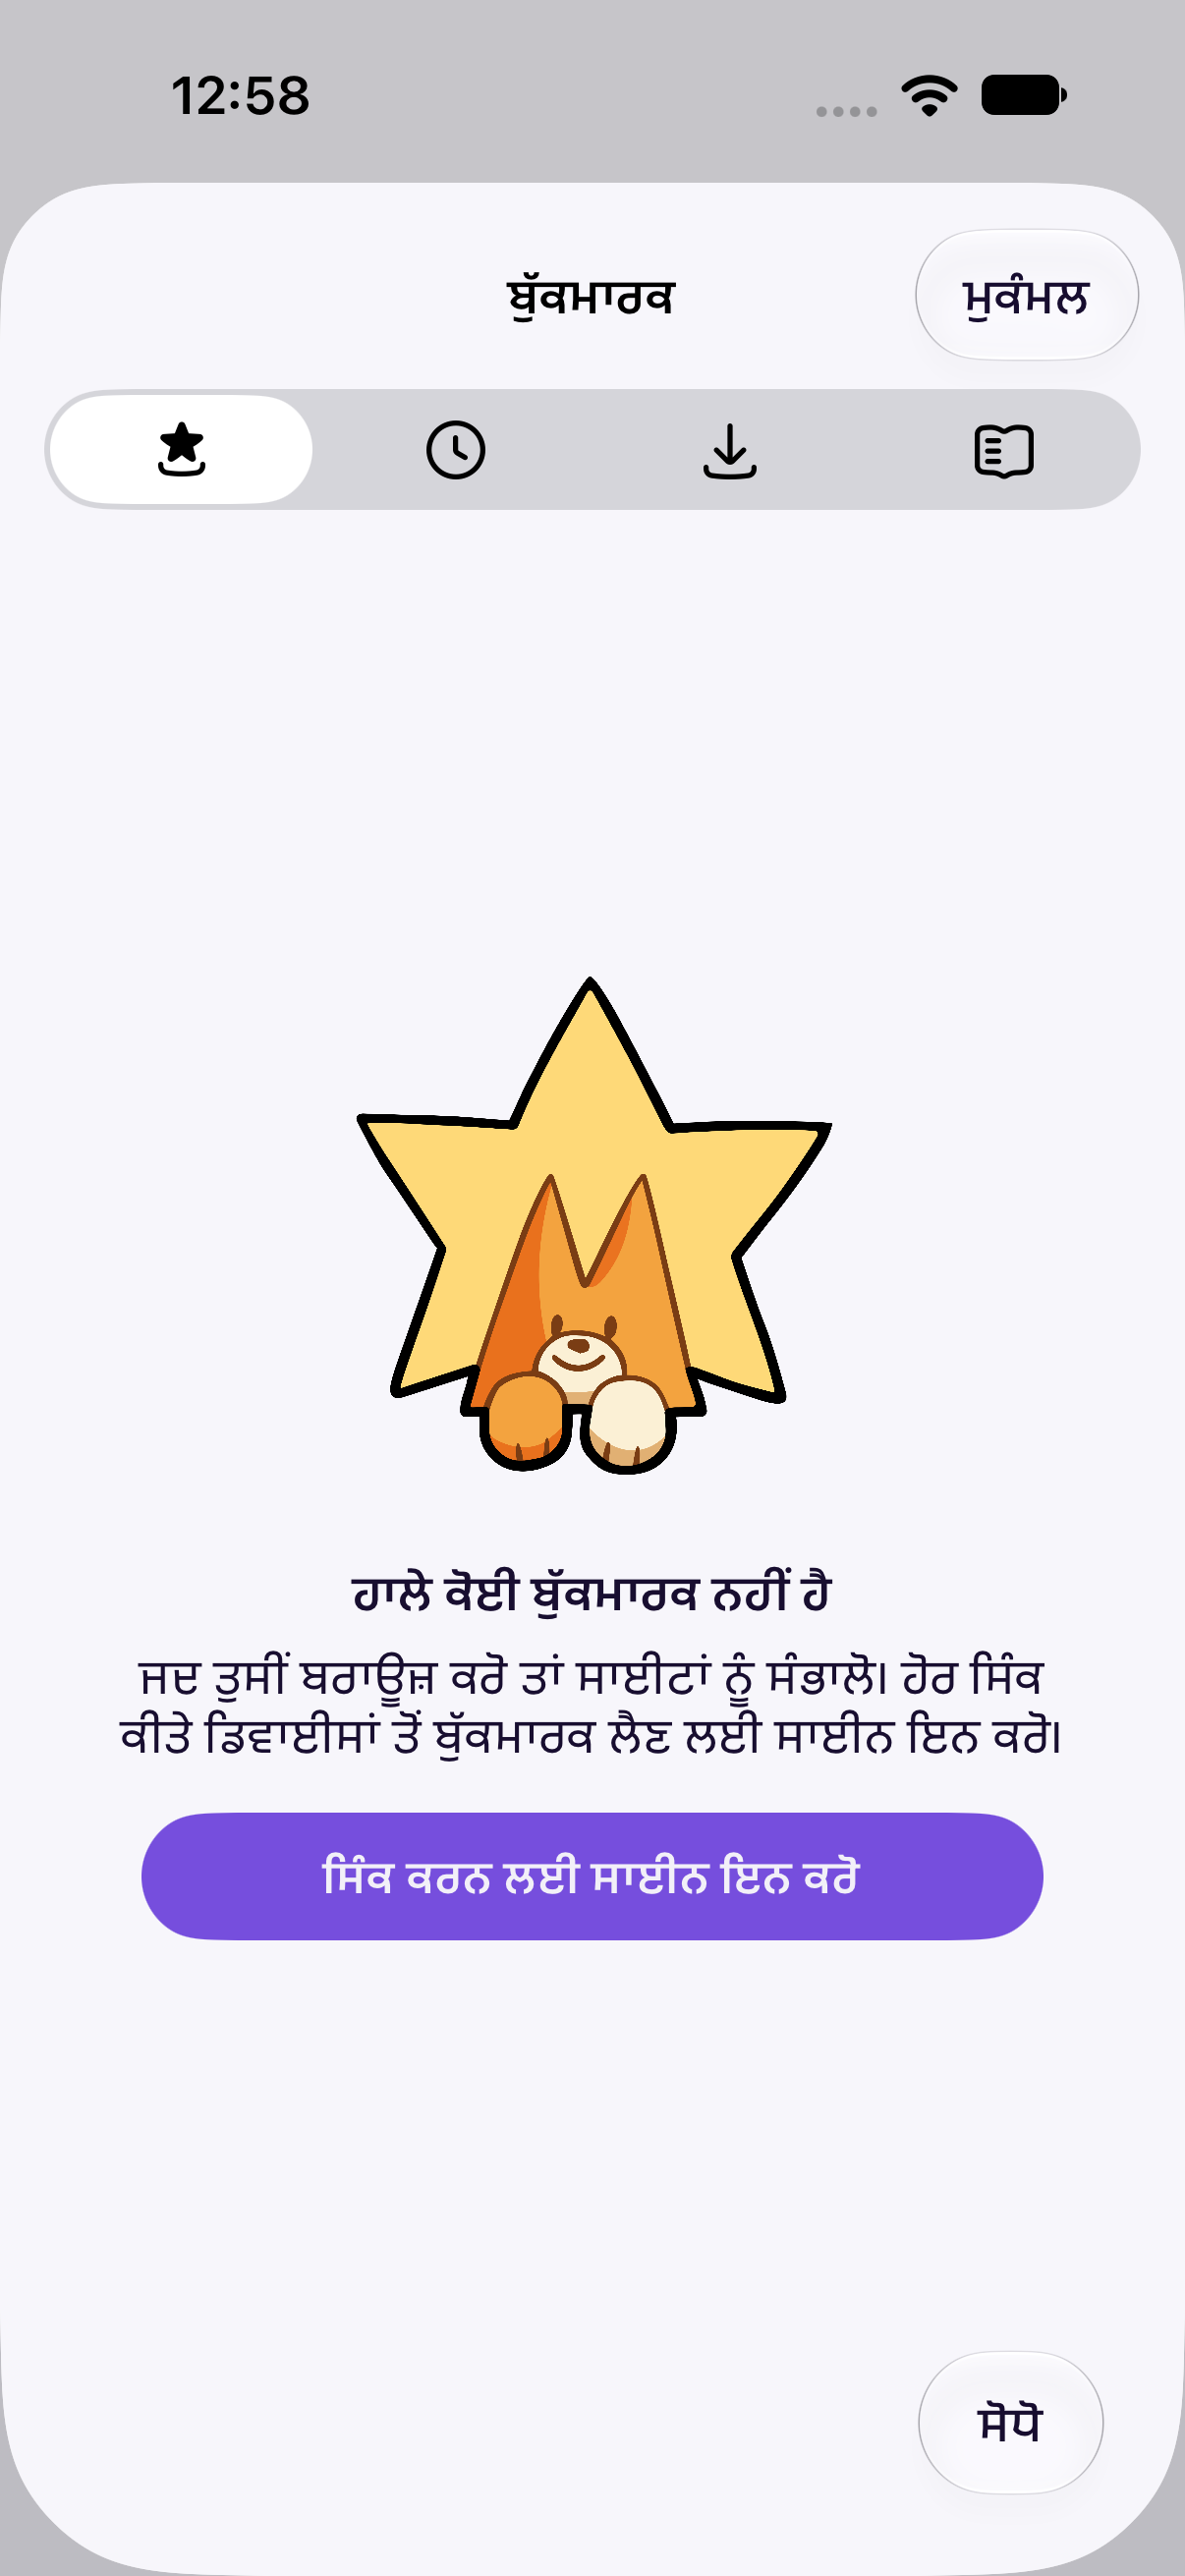 12:58
ਬੁੱਕਮਾਰਕ
ਮੁਕੰਮਲ
ਹਾਲੇ ਕੋਈ ਬੁੱਕਮਾਰਕ ਨਹੀਂ ਹੈ
ਜਦ ਤੁਸੀਂ ਬਰਾਊਜ਼ ਕਰੋ ਤਾਂ ਸਾਈਟਾਂ ਨੂੰ ਸੰਭਾਲੋ। ਹੋਰ ਸਿੰਕ
ਕੀਤੇ ਡਿਵਾਈਸਾਂ ਤੋਂ ਬੁੱਕਮਾਰਕ ਲੈਣ ਲਈ ਸਾਈਨ ਇਨ ਕਰੋ।
ਸਿੰਕ ਕਰਨ ਲਈ ਸਾਈਨ ਇਨ ਕਰੋ
ਸੋਧੋ